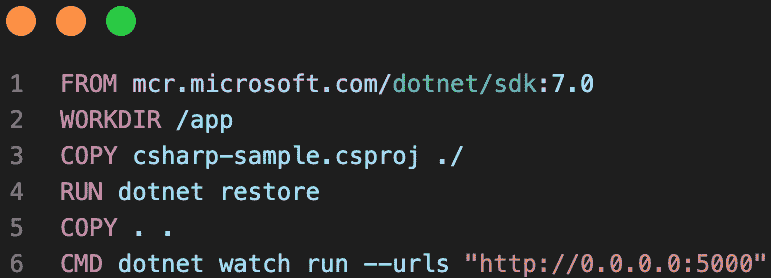 1 FROM mcr.microsoft.com/dotnet/sdk:7.0
2 WORKDIR /app
3 COPY csharp-sample.csproj ./
4 RUN dotnet restore
5 COPY . .
6 CMD dotnet watch run --urls "http://0.0.0.0:5000"